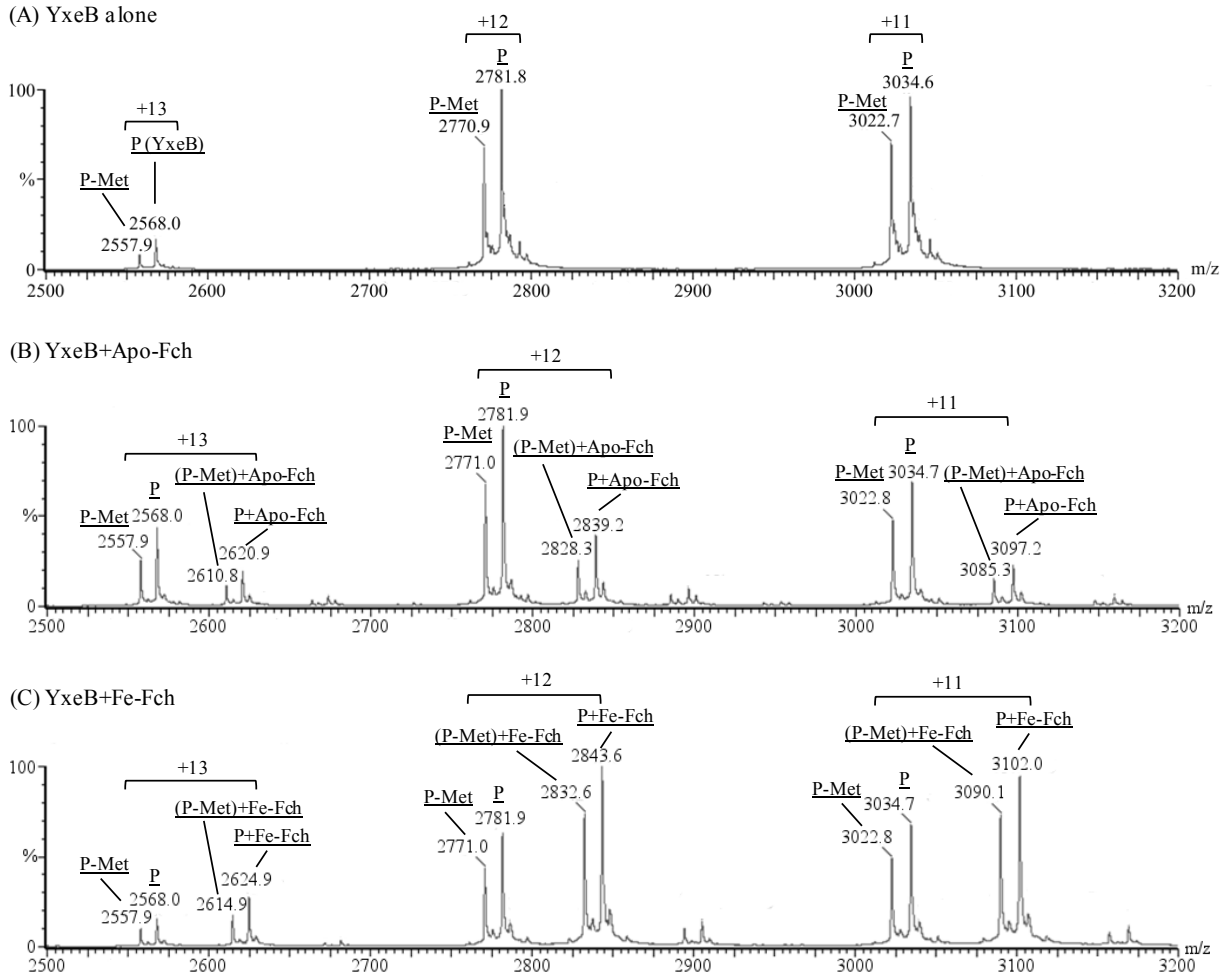 (A) YxeB alone
+12
+11
P
P
2781.8
3034.6
100
P-Met
P-Met
+13
2770.9
3022.7
P (YxeB)
%
P-Met
2568.0
2557.9
0
2500 2600 2700 2800 2900 3000 3100 3200
m/z
(B) YxeB+Apo-Fch
+12
P
+11
100
2781.9
+13
P-Met
(P-Met)+Apo-Fch
P
(P-Met)+Apo-Fch
2771.0
P-Met
3034.7
(P-Met)+Apo-Fch
P
P+Apo-Fch
3022.8
P+Apo-Fch
P-Met
2568.0
P+Apo-Fch
%
2839.2
2557.9
2620.9
2828.3
3097.2
2610.8
3085.3
0
2500 2600 2700 2800 2900 3000 3100 3200
m/z
(C) YxeB+Fe-Fch
+12
+11
P+Fe-Fch
P+Fe-Fch
(P-Met)+Fe-Fch
(P-Met)+Fe-Fch
100
+13
2843.6
3102.0
P-Met
P
2832.6
P-Met
P
3090.1
(P-Met)+Fe-Fch
2781.9
3034.7
P+Fe-Fch
2771.0
3022.8
%
P-Met
P
2624.9
2568.0
2614.9
2557.9
0
2500 2600 2700 2800 2900 3000 3100 3200
m/z